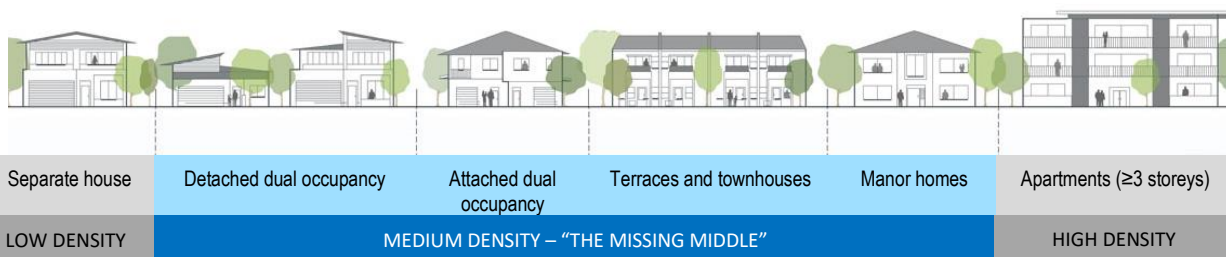 Separate house
Detached dual occupancy
Attached dual
occupancy
Terraces and townhouses
Manor homes
Apartments (≥3 storeys)
LOW DENSITY
MEDIUM DENSITY – “THE MISSING MIDDLE”
HIGH DENSITY